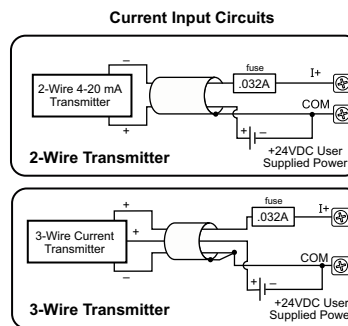 Current Input Circuits
–
fuse
.032A
I+
2-Wire 4-20 mA
Transmitter
COM
+
+ –
+24VDC User
Supplied Power
2-Wire Transmitter
fuse
.032A
I+
+
3-Wire Current
Transmitter
+
COM
–
+ –
+24VDC User
Supplied Power
3-Wire Transmitter